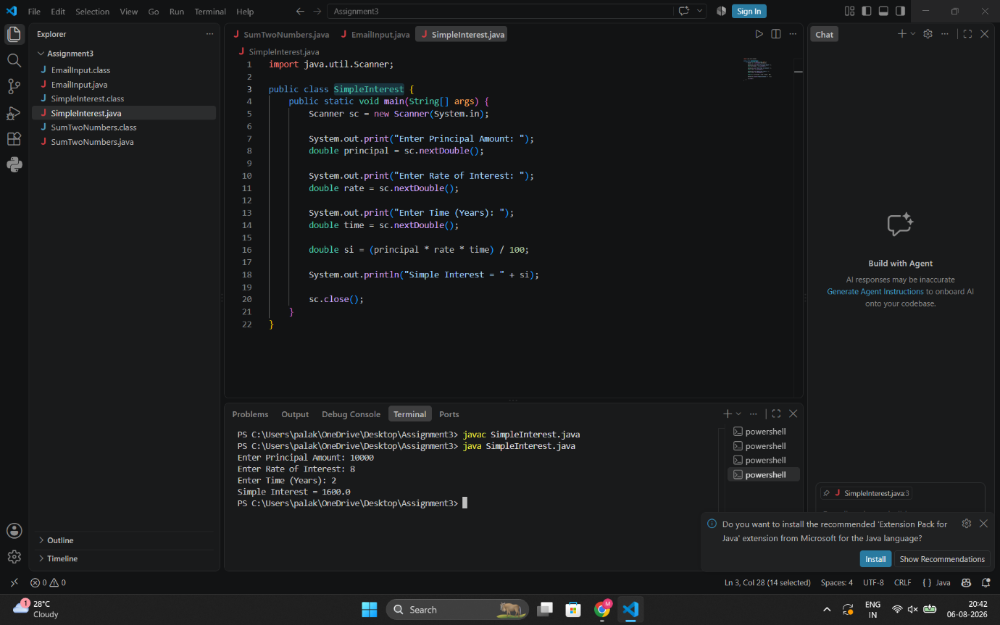 File Edit Selection View Go Run Terminal Help
Assignment3
Sign In
Explorer
Assignment3
J EmailInput.class
J EmailInput.java
J SimpleInterest.class
J SimpleInterest.java
J SumTwoNumbers.class
J SumTwoNumbers.java
Outline
Timeline
J SumTwoNumbers.java J EmailInput.java J SimpleInterest.java
J SimpleInterest.java
1 import java.util.Scanner;
2
3 public class SimpleInterest {
4 public static void main(String[] args) {
5 Scanner sc = new Scanner(System.in);
6
7 System.out.print("Enter Principal Amount: ");
8 double principal = sc.nextDouble();
9
10 System.out.print("Enter Rate of Interest: ");
11 double rate = sc.nextDouble();
12
13 System.out.print("Enter Time (Years): ");
14 double time = sc.nextDouble();
15
16 double si = (principal * rate * time) / 100;
17
18 System.out.println("Simple Interest = " + si);
19
20 sc.close();
21 }
22 }
Problems Output Debug Console Terminal Ports
PS C:\Users\palak\OneDrive\Desktop\Assignment3> javac SimpleInterest.java
PS C:\Users\palak\OneDrive\Desktop\Assignment3> java SimpleInterest.java
Enter Principal Amount: 10000
Enter Rate of Interest: 8
Enter Time (Years): 2
Simple Interest = 1600.0
PS C:\Users\palak\OneDrive\Desktop\Assignment3>
powershell
powershell
powershell
powershell
Chat
Build with Agent
AI responses may be inaccurate
Generate Agent Instructions to onboard AI
onto your codebase.
J SimpleInterest.java:3
Do you want to install the recommended 'Extension Pack for
Java' extension from Microsoft for the Java language?
Install Show Recommendations
0 0
Ln 3, Col 28 (14 selected) Spaces: 4 UTF-8 CRLF { } Java
1
28°C
Cloudy
Search
M
ENG
IN
20:42
06-08-2026